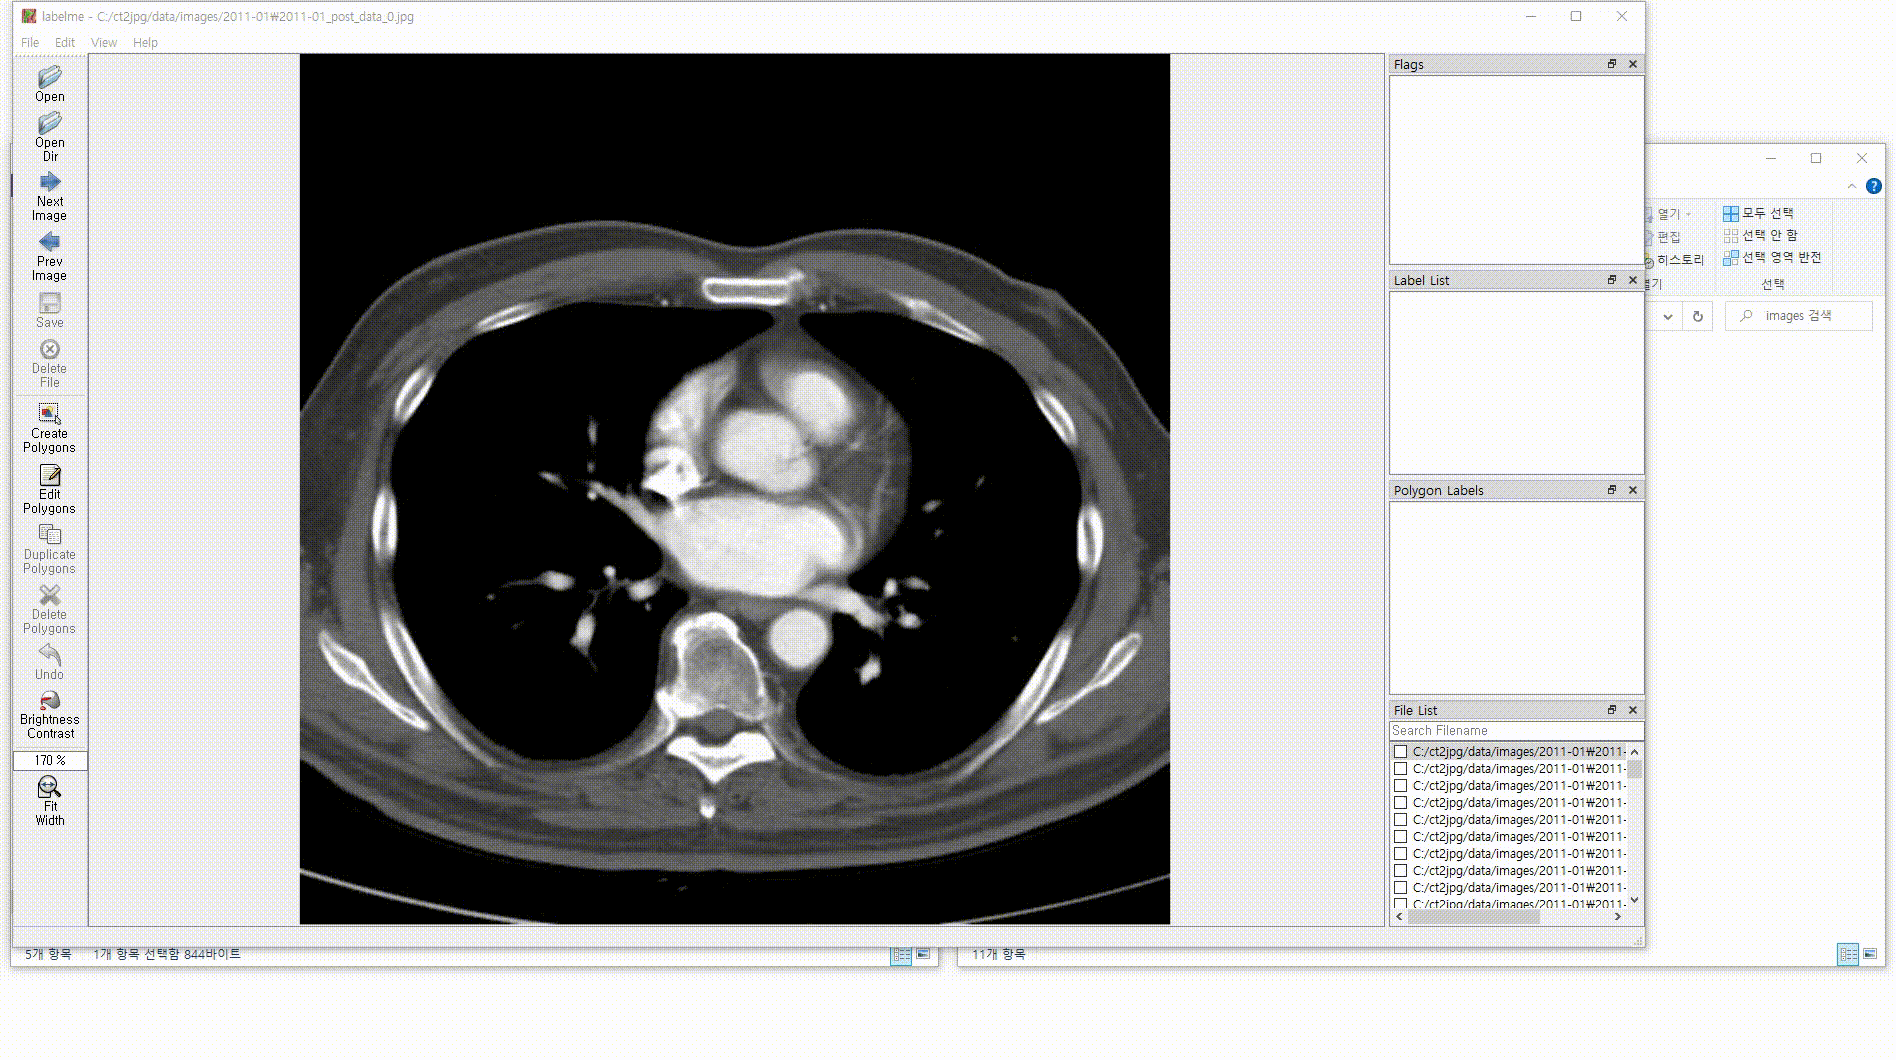 labelme - C:/ct2jpg/data/images/2011-01₩2011-01_post_data_0.jpg
File Edit View Help
Open
Open
Dir
Next
Image
Prev
Image
Save
Delete
File
Create
Polygons
Edit
Polygons
Duplicate
Polygons
Delete
Polygons
Undo
Brightness
Contrast
170 %
Fit
Width
Flags
Label List
Polygon Labels
File List
Search Filename
C:/ct2jpg/data/images/2011-01₩2011-
C:/ct2jpg/data/images/2011-01₩2011-
C:/ct2jpg/data/images/2011-01₩2011-
C:/ct2jpg/data/images/2011-01₩2011-
C:/ct2jpg/data/images/2011-01₩2011-
C:/ct2jpg/data/images/2011-01₩2011-
C:/ct2jpg/data/images/2011-01₩2011-
C:/ct2jpg/data/images/2011-01₩2011-
C:/ct2jpg/data/images/2011-01₩2011-
C:/ct2jpg/data/images/2011-01₩2011-
열기
편집
히스토리
모두 선택
선택 안 함
선택 영역 반전
선택
images 검색
5개 항목 1개 항목 선택함 844바이트
11개 항목